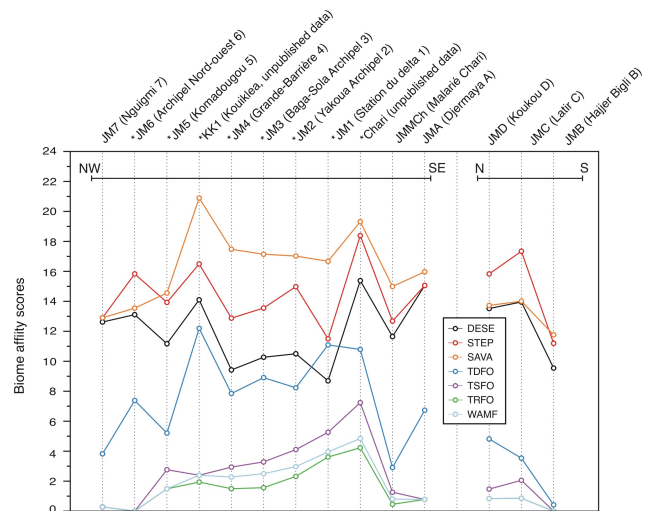 JM7 (Nguigmi 7)
*JM6 (Archipel Nord-ouest 6)
*JM5 (Komadougou 5)
*KK1 (Kouiklea, unpublished data)
*JM4 (Grande-Barrière 4)
*JM3 (Baga-Sola Archipel 3)
*JM2 (Yakoua Archipel 2)
*JM1 (Station du delta 1)
*Chari (unpublished data)
JMMCh (Malarié Chari)
JMA (Djermaya A)
JMD (Koukou D)
JMC (Latir C)
JMB (Hajjer Bigli B)
NW SE N S
Biome affity scores
24
22
20
18
16
14
12
10
8
6
4
2
0
DESE
STEP
SAVA
TDFO
TSFO
TRFO
WAMF